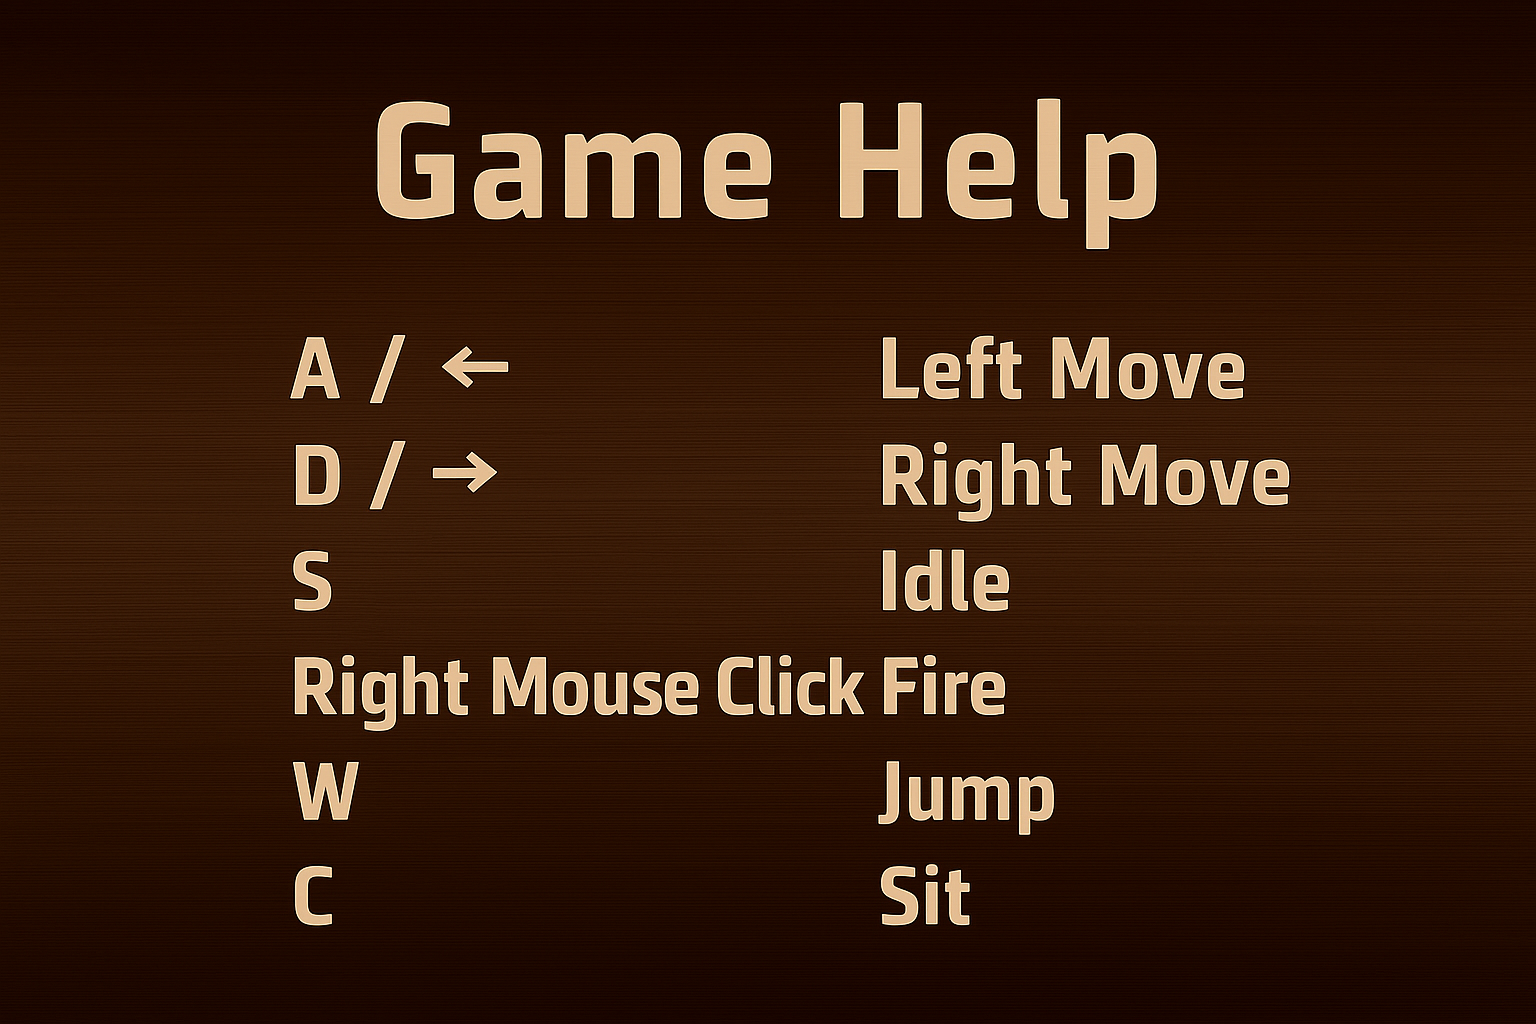 Game Help
A / ← Left Move
D / → Right Move
S Idle
Right Mouse Click Fire
W Jump
C Sit